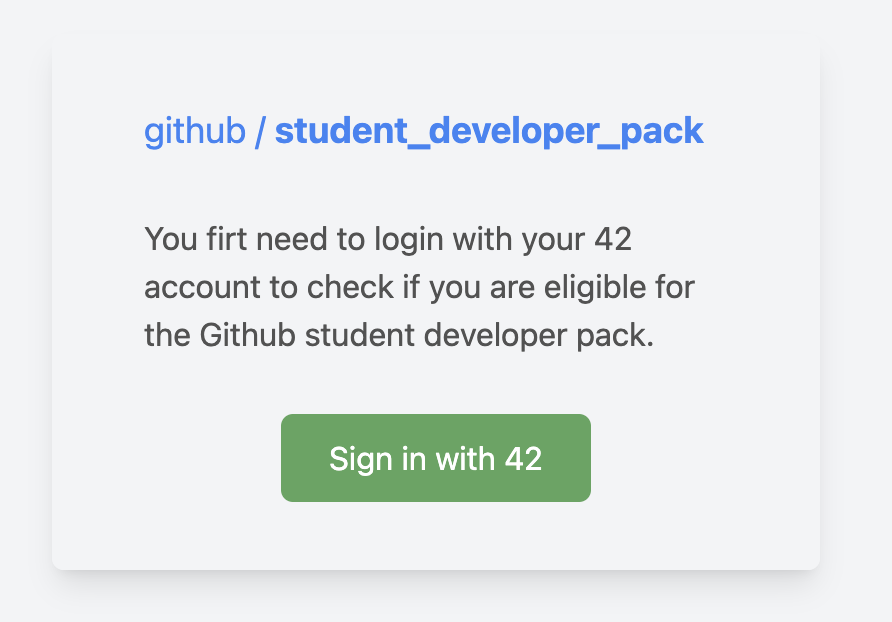 github / student_developer_pack
You firt need to login with your 42
account to check if you are eligible for
the Github student developer pack.
Sign in with 42